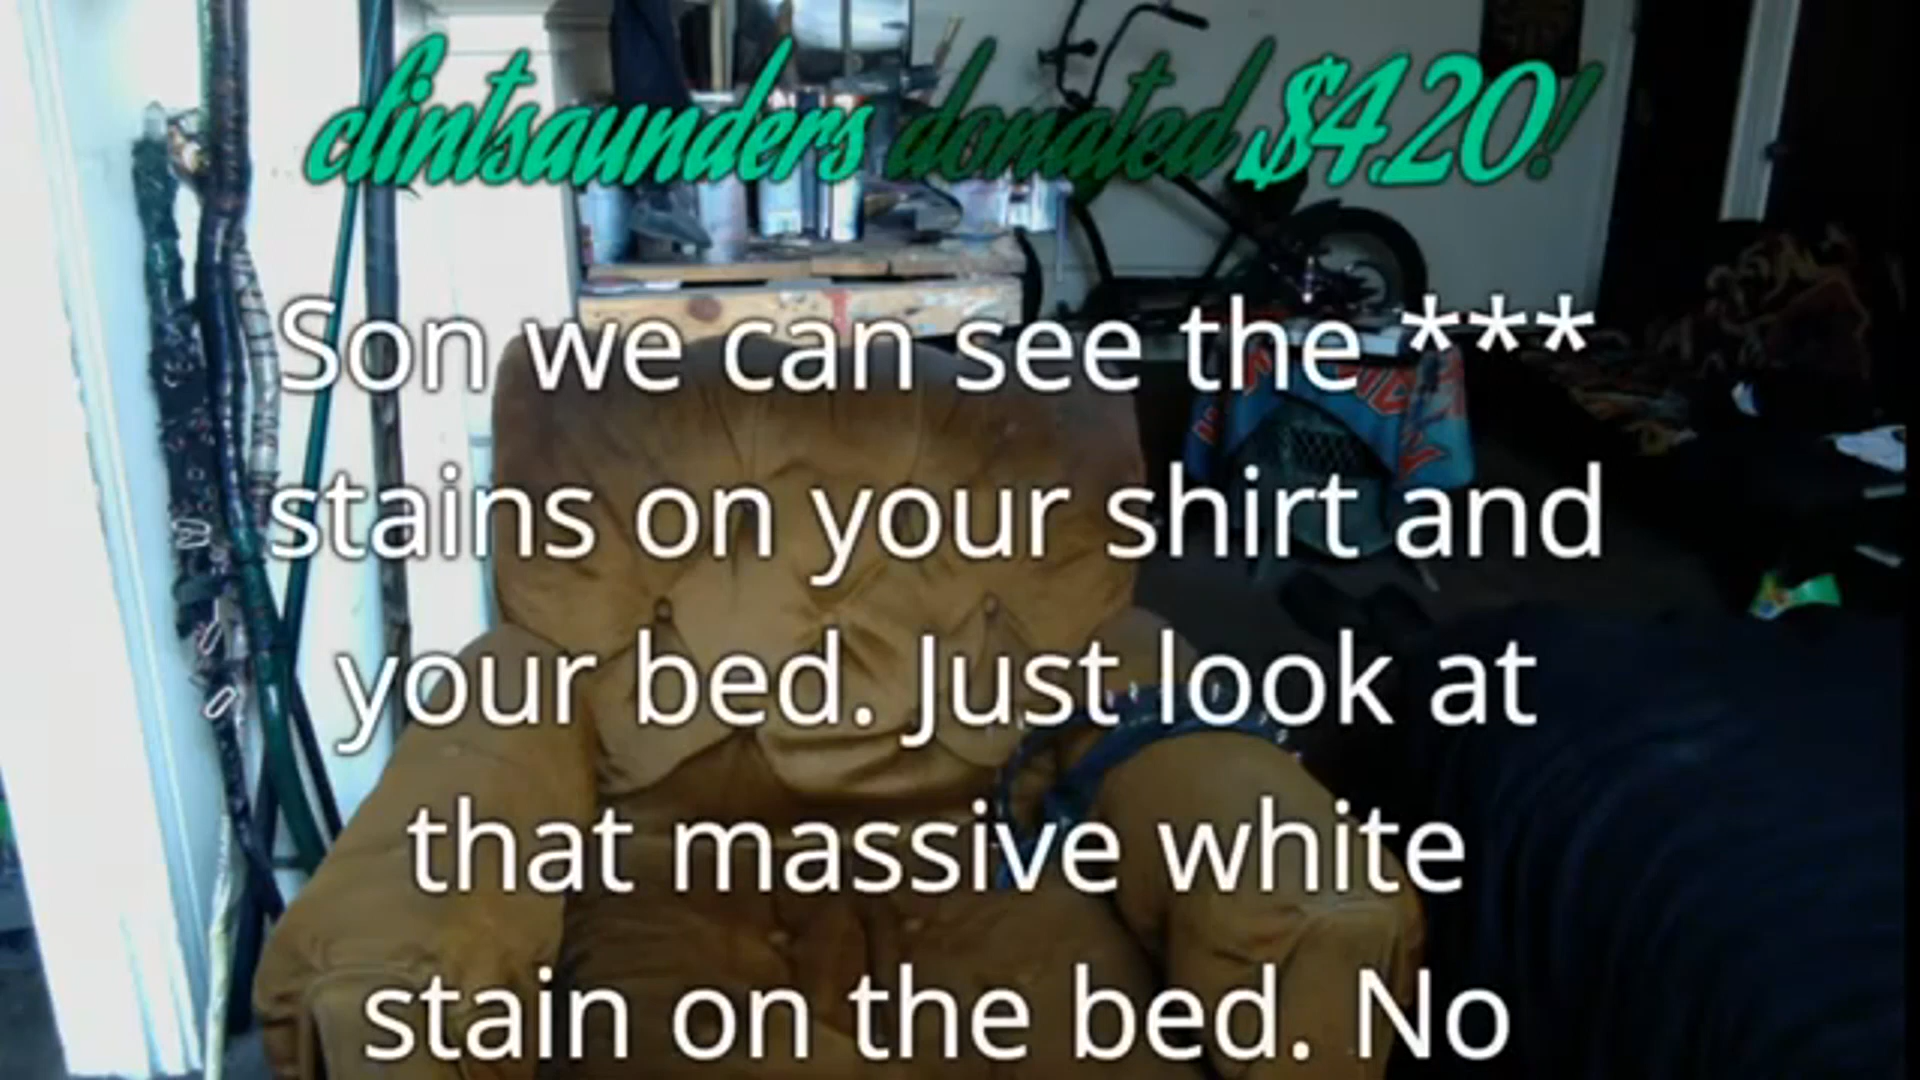 clintsaunders donated $4.20!
Son we can see the ***
stains on your shirt and
your bed. Just look at
that massive white
stain on the bed. No